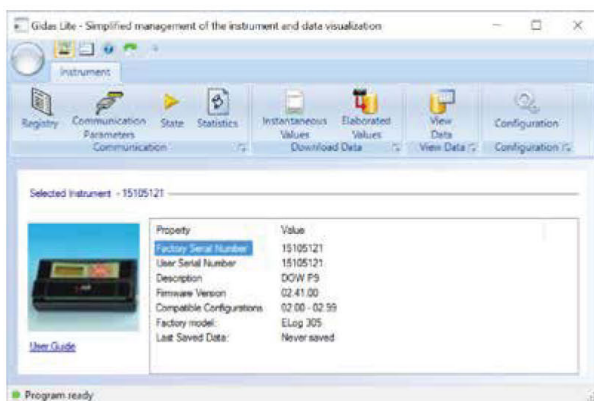 Gidas Lite - Simplified management of the instrument and data visualization
Instrument
Registry
Communication Parameters
State
Statistics
Instantaneous Values
Elaborated Values
View Data
Configuration
Communication
Download Data
View Data
Configuration
Selected Instrument - 15105121
Property Value
Factory Serial Number 15105121
User Serial Number 15105121
Description DOW P9
Firmware Version 02.41.00
Compatible Configurations 02.00 - 02.59
Factory model: ELog 305
Last Saved Data: Never saved
User Guide
Program ready